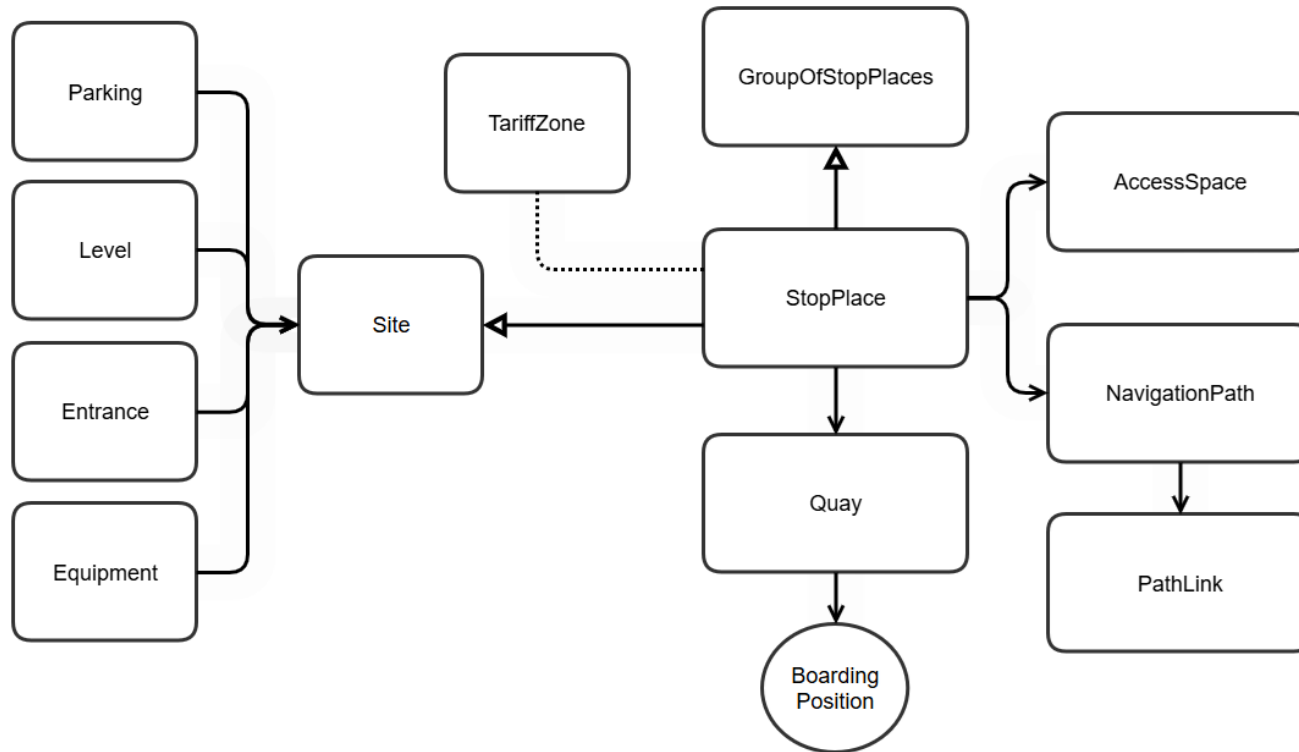 Parking
Level
Entrance
Equipment
Site
TariffZone
GroupOfStopPlaces
StopPlace
Quay
Boarding
Position
AccessSpace
NavigationPath
PathLink